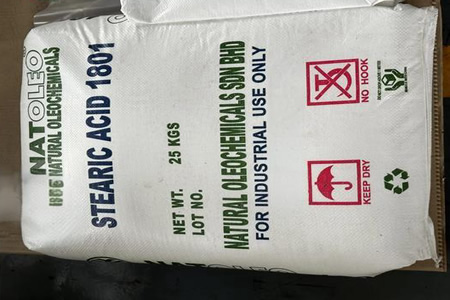 NATOLEO
NATURAL OLEOCHEMICALS
STEARIC ACID 1801
NET WT. 25 KGS
LOT NO.
NATURAL OLEOCHEMICALS SDN BHD
FOR INDUSTRIAL USE ONLY
NO HOOK
KEEP DRY
NATOLEO